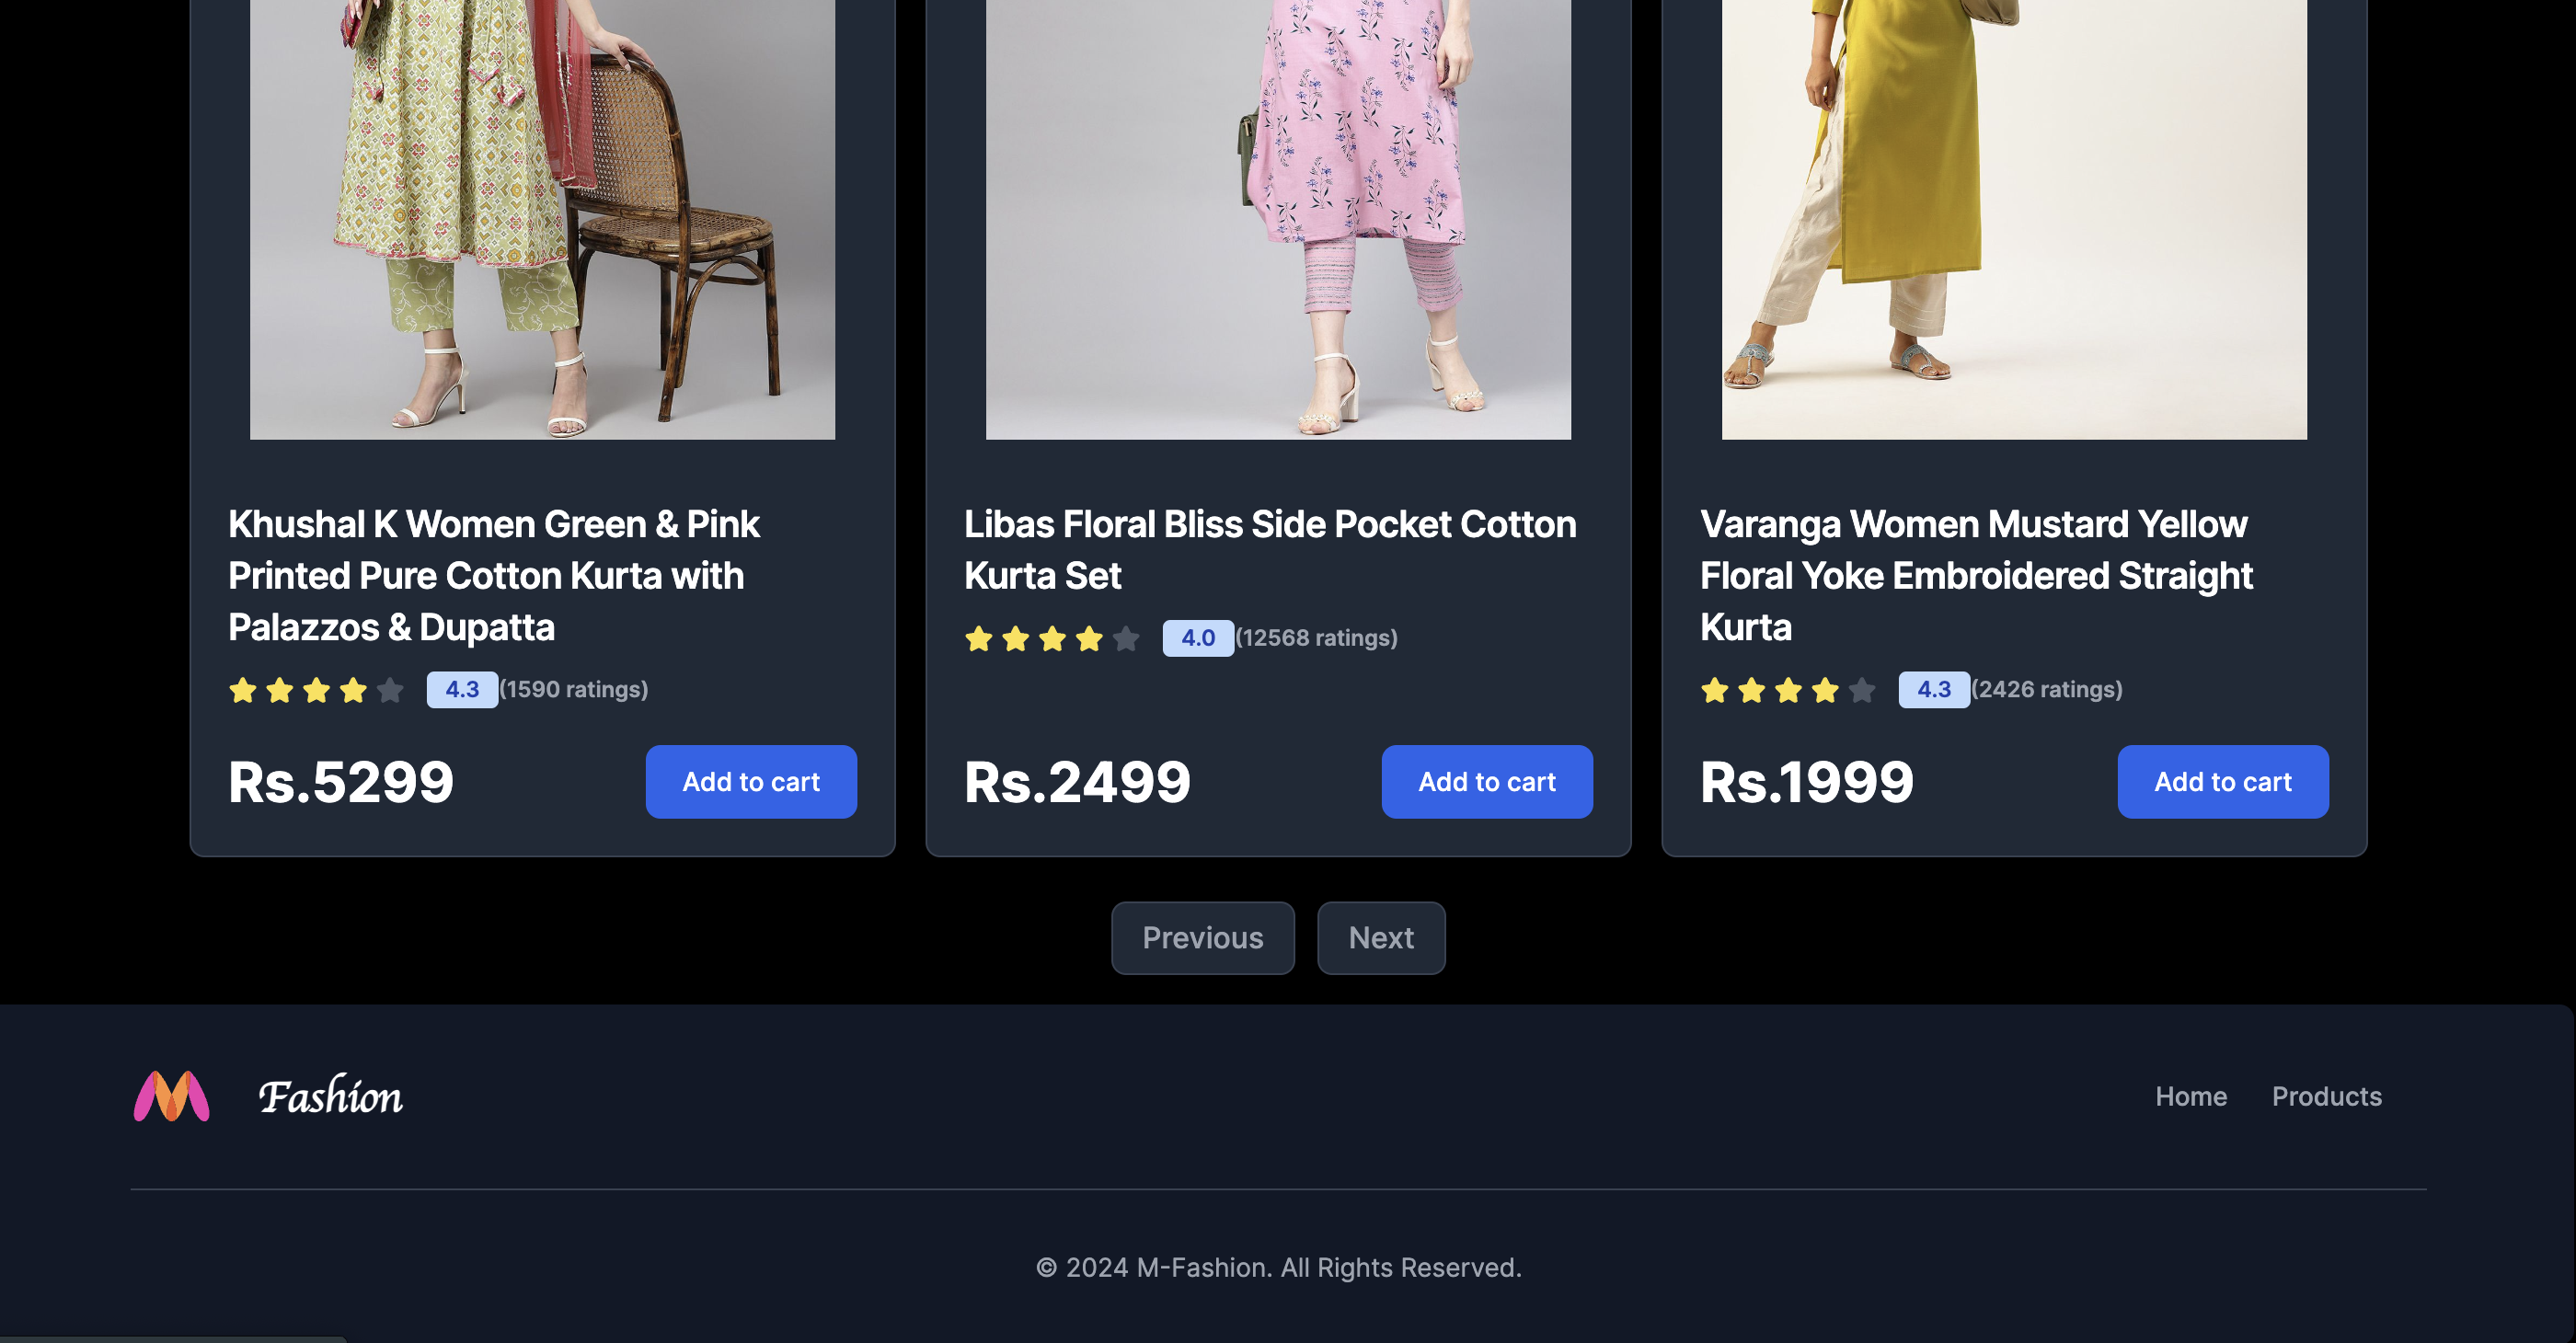 Khushal K Women Green & Pink
Printed Pure Cotton Kurta with
Palazzos & Dupatta
4.3 (1590 ratings)
Rs.5299
Add to cart
Libas Floral Bliss Side Pocket Cotton
Kurta Set
4.0 (12568 ratings)
Rs.2499
Add to cart
Varanga Women Mustard Yellow
Floral Yoke Embroidered Straight
Kurta
4.3 (2426 ratings)
Rs.1999
Add to cart
Previous Next
Fashion
Home Products
© 2024 M-Fashion. All Rights Reserved.